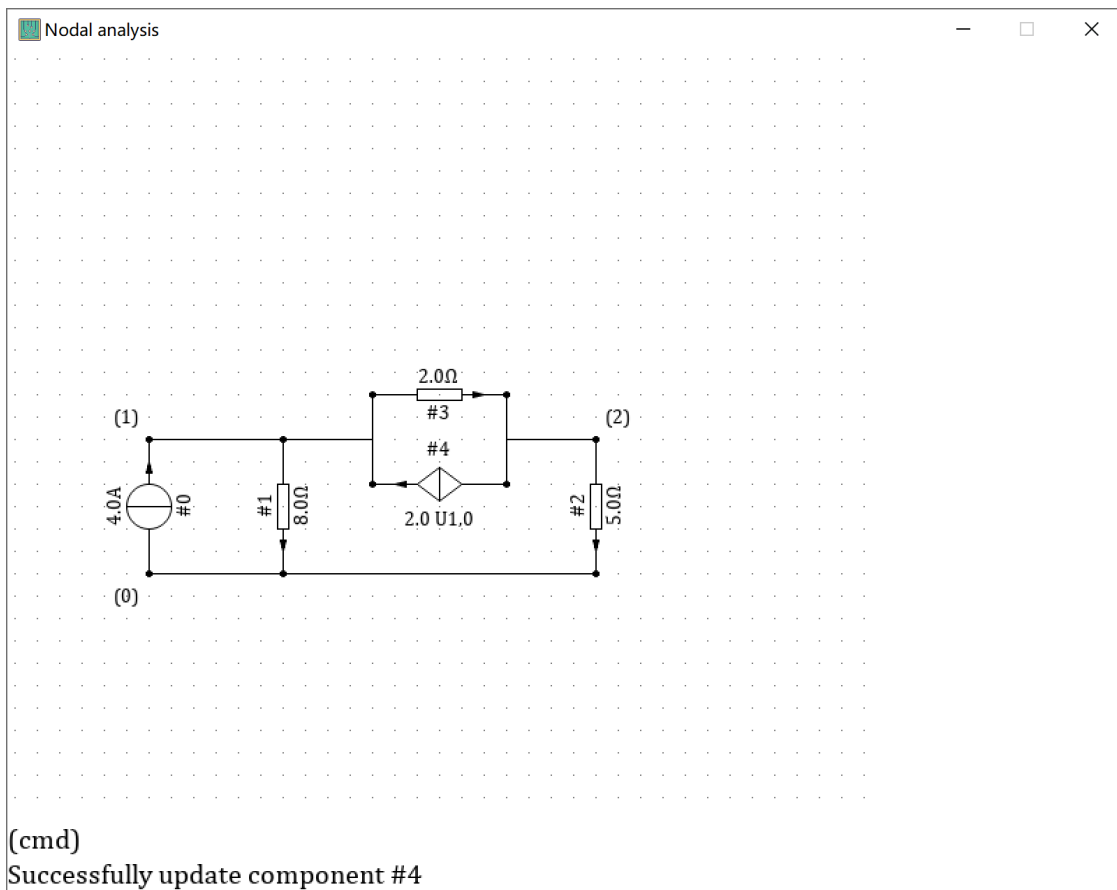 Nodal analysis
2.0Ω
#3
(1)
(2)
#4
4.0A
#0
#1
8.0Ω
2.0 U1,0
#2
5.0Ω
(0)
(cmd)
Successfully update component #4